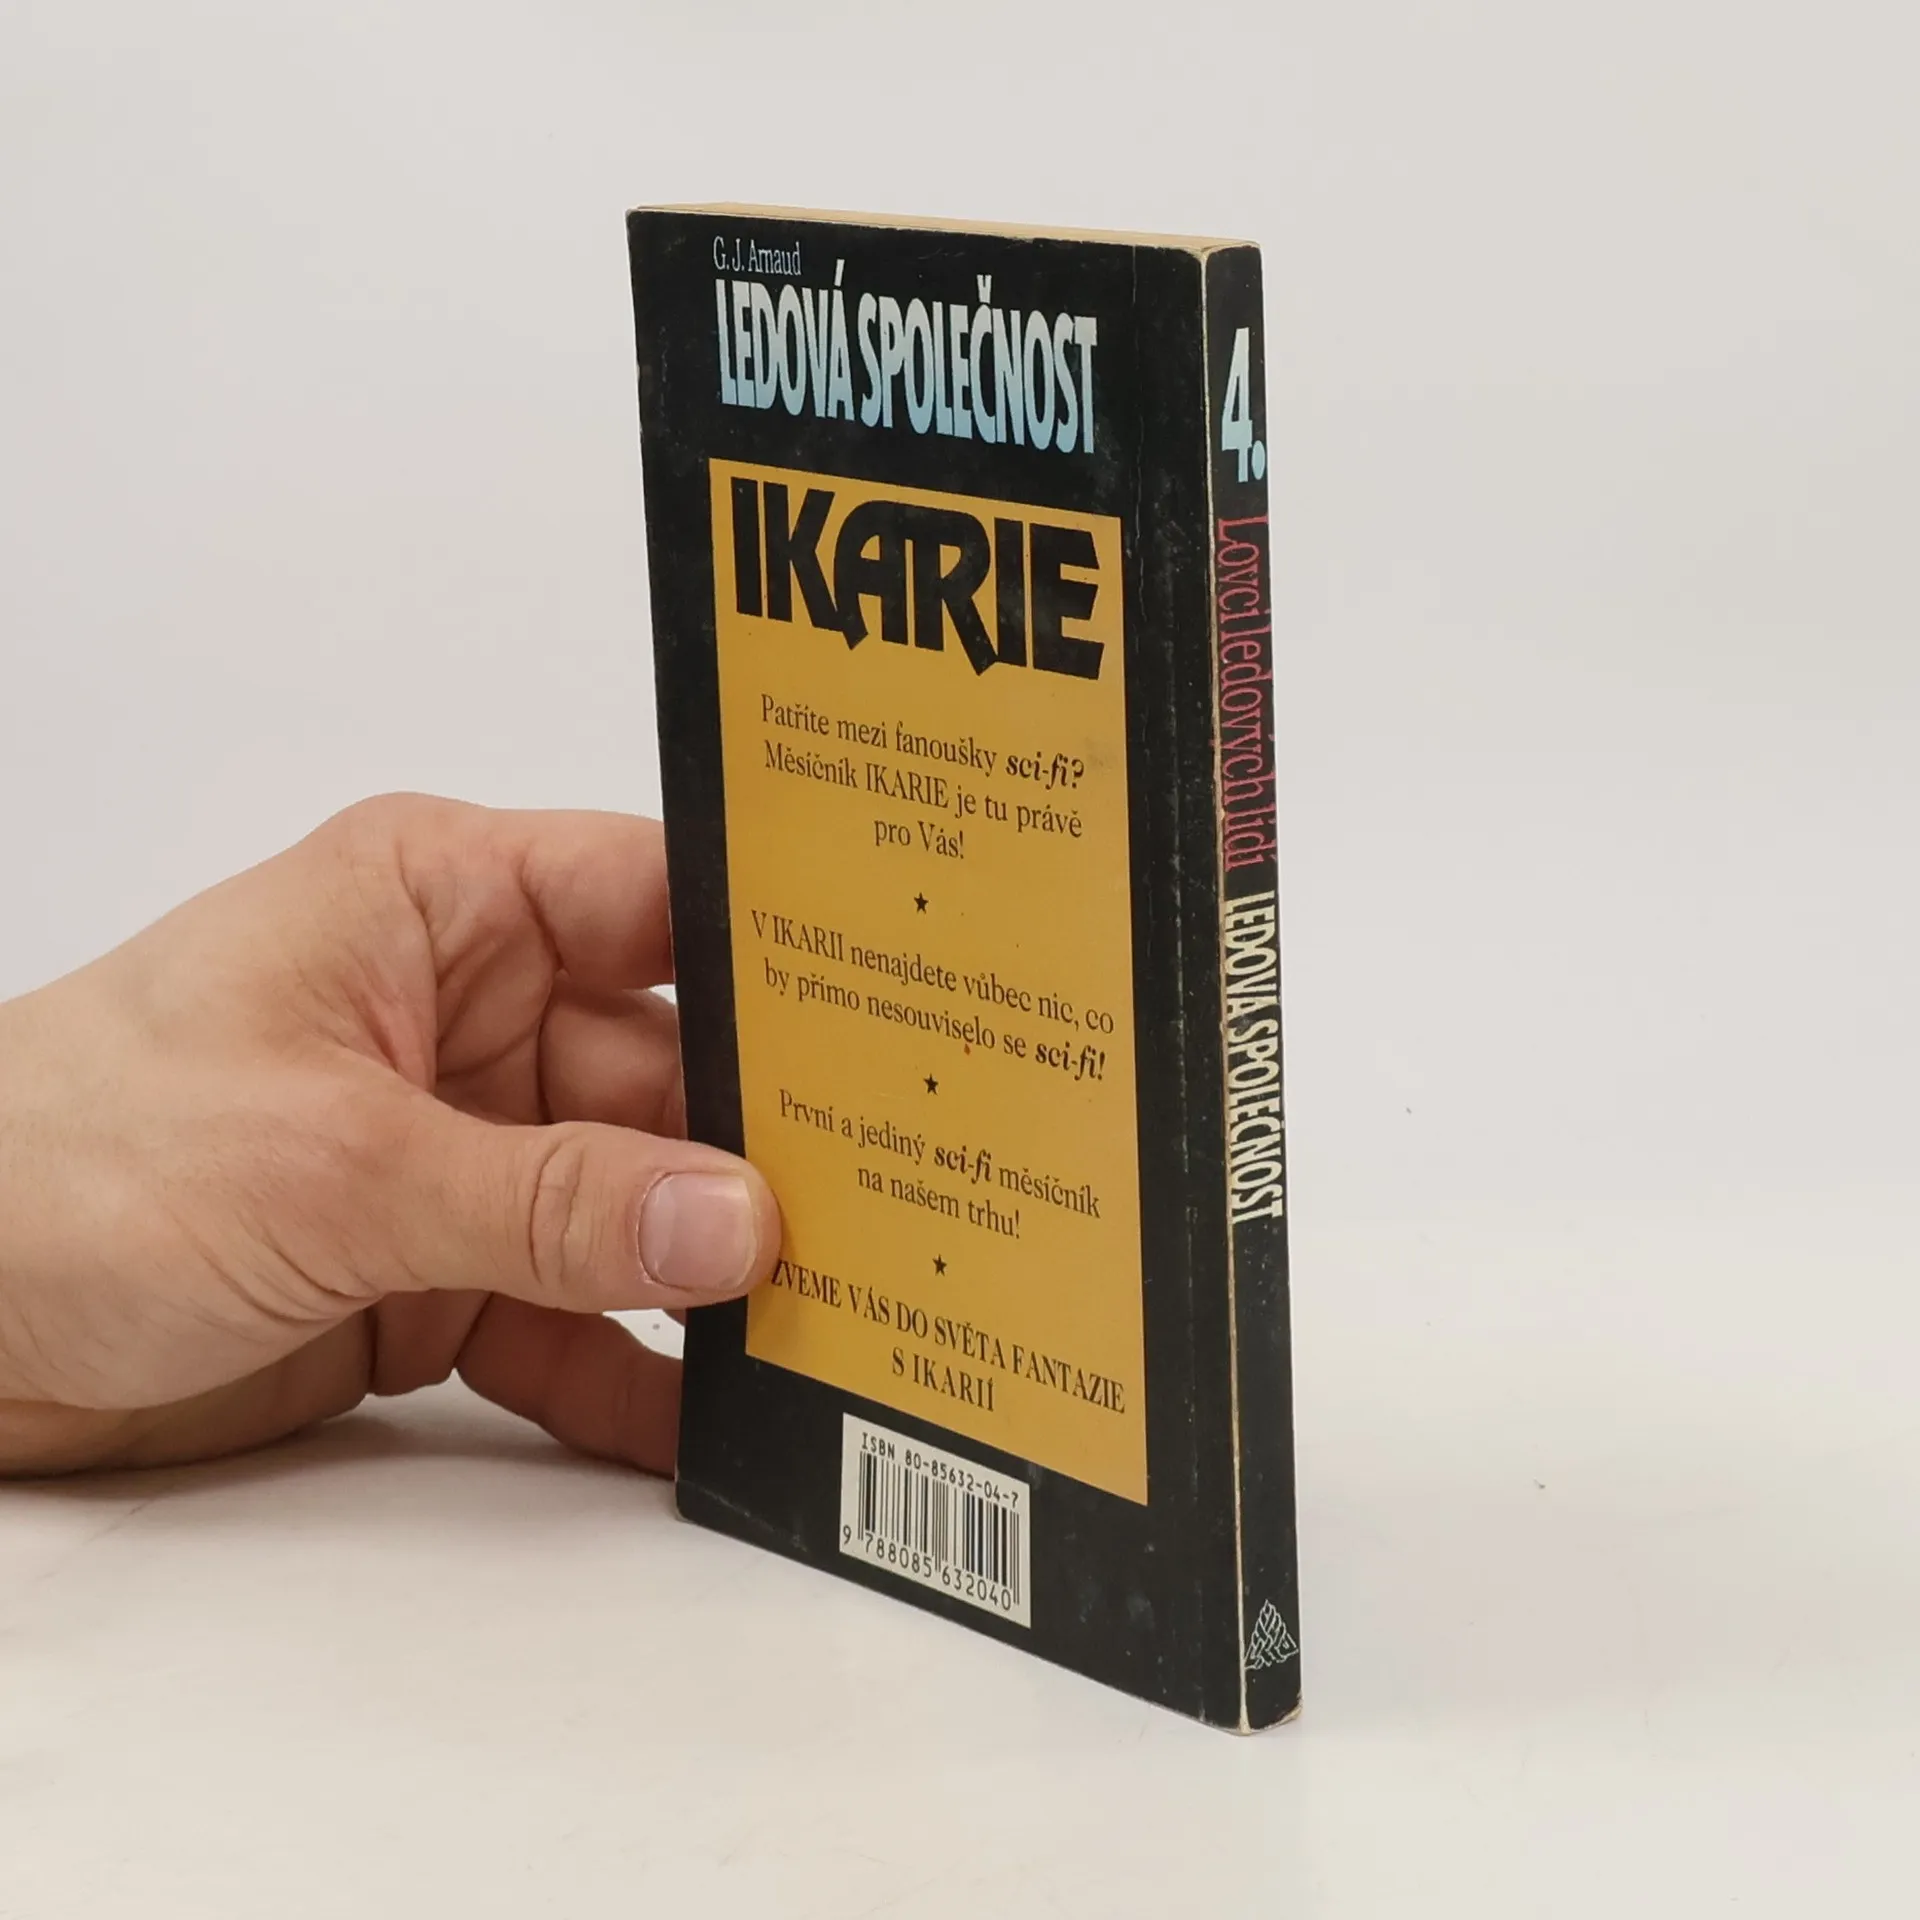 G. J. Arnaud
LEDOVÁ SPOLEČNOST
IKARIE
Patříte mezi fanoušky sci-fi?
Měsíčník IKARIE je tu právě
pro Vás!
★
V IKARII nenajdete vůbec nic, co
by přímo nesouviselo se sci-fi!
★
První a jediný sci-fi měsíčník
na našem trhu!
★
ZVEME VÁS DO SVĚTA FANTAZIE
S IKARIÍ
ISBN 80-85632-04-7
9 788085 632040
4. Lovci ledových lidí LEDOVÁ SPOLEČNOST